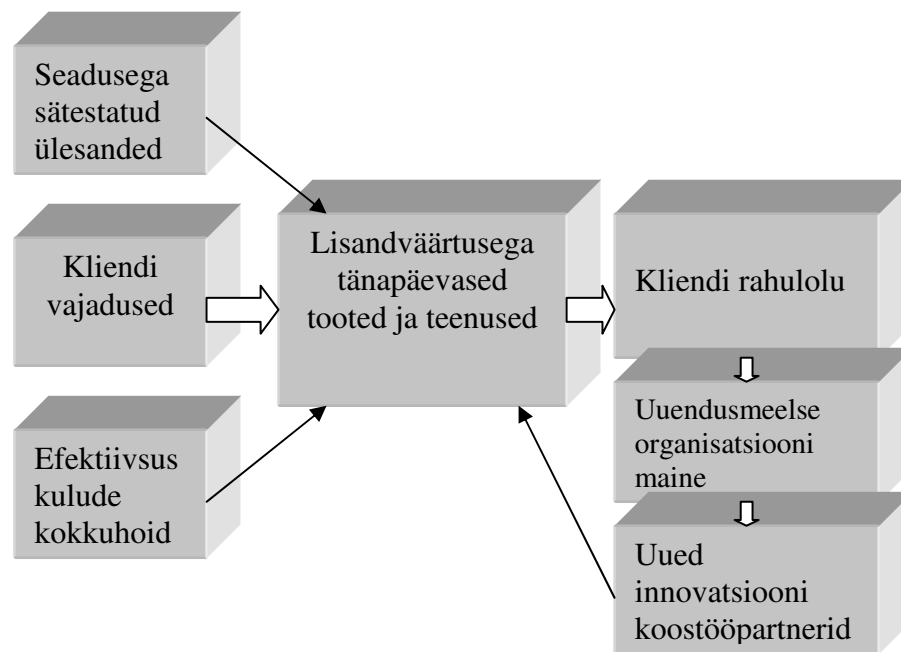 Seadusega
sätestatud
ülesanded
Kliendi
vajadused
Efektiivsus
kulude
kokkuhoid
Lisandväärtusega
tänapäevased
tooted ja teenused
Kliendi rahulolu
Uuendusmeelse
organisatsiooni
maine
Uued
innovatsiooni
koostööpartnerid